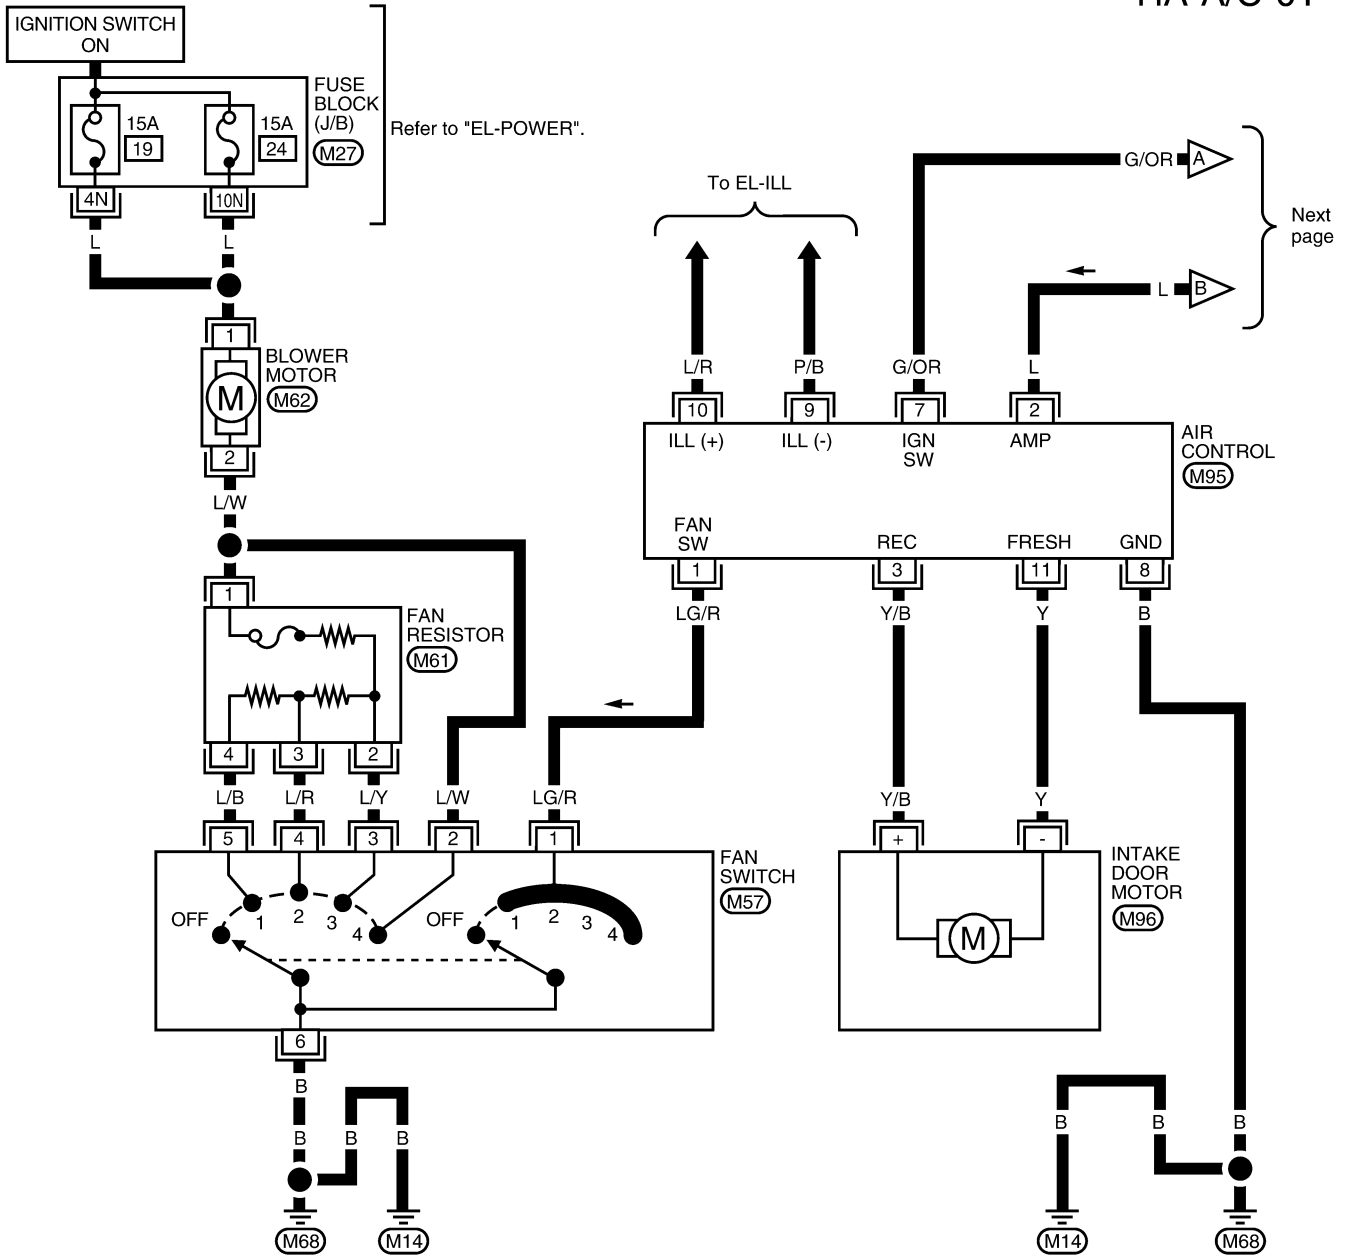 IGNITION SWITCH
ON
FUSE
BLOCK
(J/B)
M27
15A
19
15A
24
Refer to "EL-POWER".
4N
10N
L
L
1
BLOWER
MOTOR
M62
M
2
L/W
1
FAN
RESISTOR
M61
4
3
2
L/B
L/R
L/Y
L/W
LG/R
5
4
3
2
1
FAN
SWITCH
M57
OFF
1
2
3
4
OFF
1
2
3
4
6
B
B
B
B
M68
M14
To EL-ILL
G/OR
A
Next
page
L
B
L/R
P/B
G/OR
L
10
9
7
2
ILL (+)
ILL (-)
IGN
SW
AMP
AIR
CONTROL
M95
FAN
SW
REC
FRESH
GND
1
3
11
8
LG/R
Y/B
Y
B
Y/B
Y
+
-
INTAKE
DOOR
MOTOR
M96
M
B
B
B
M14
M68